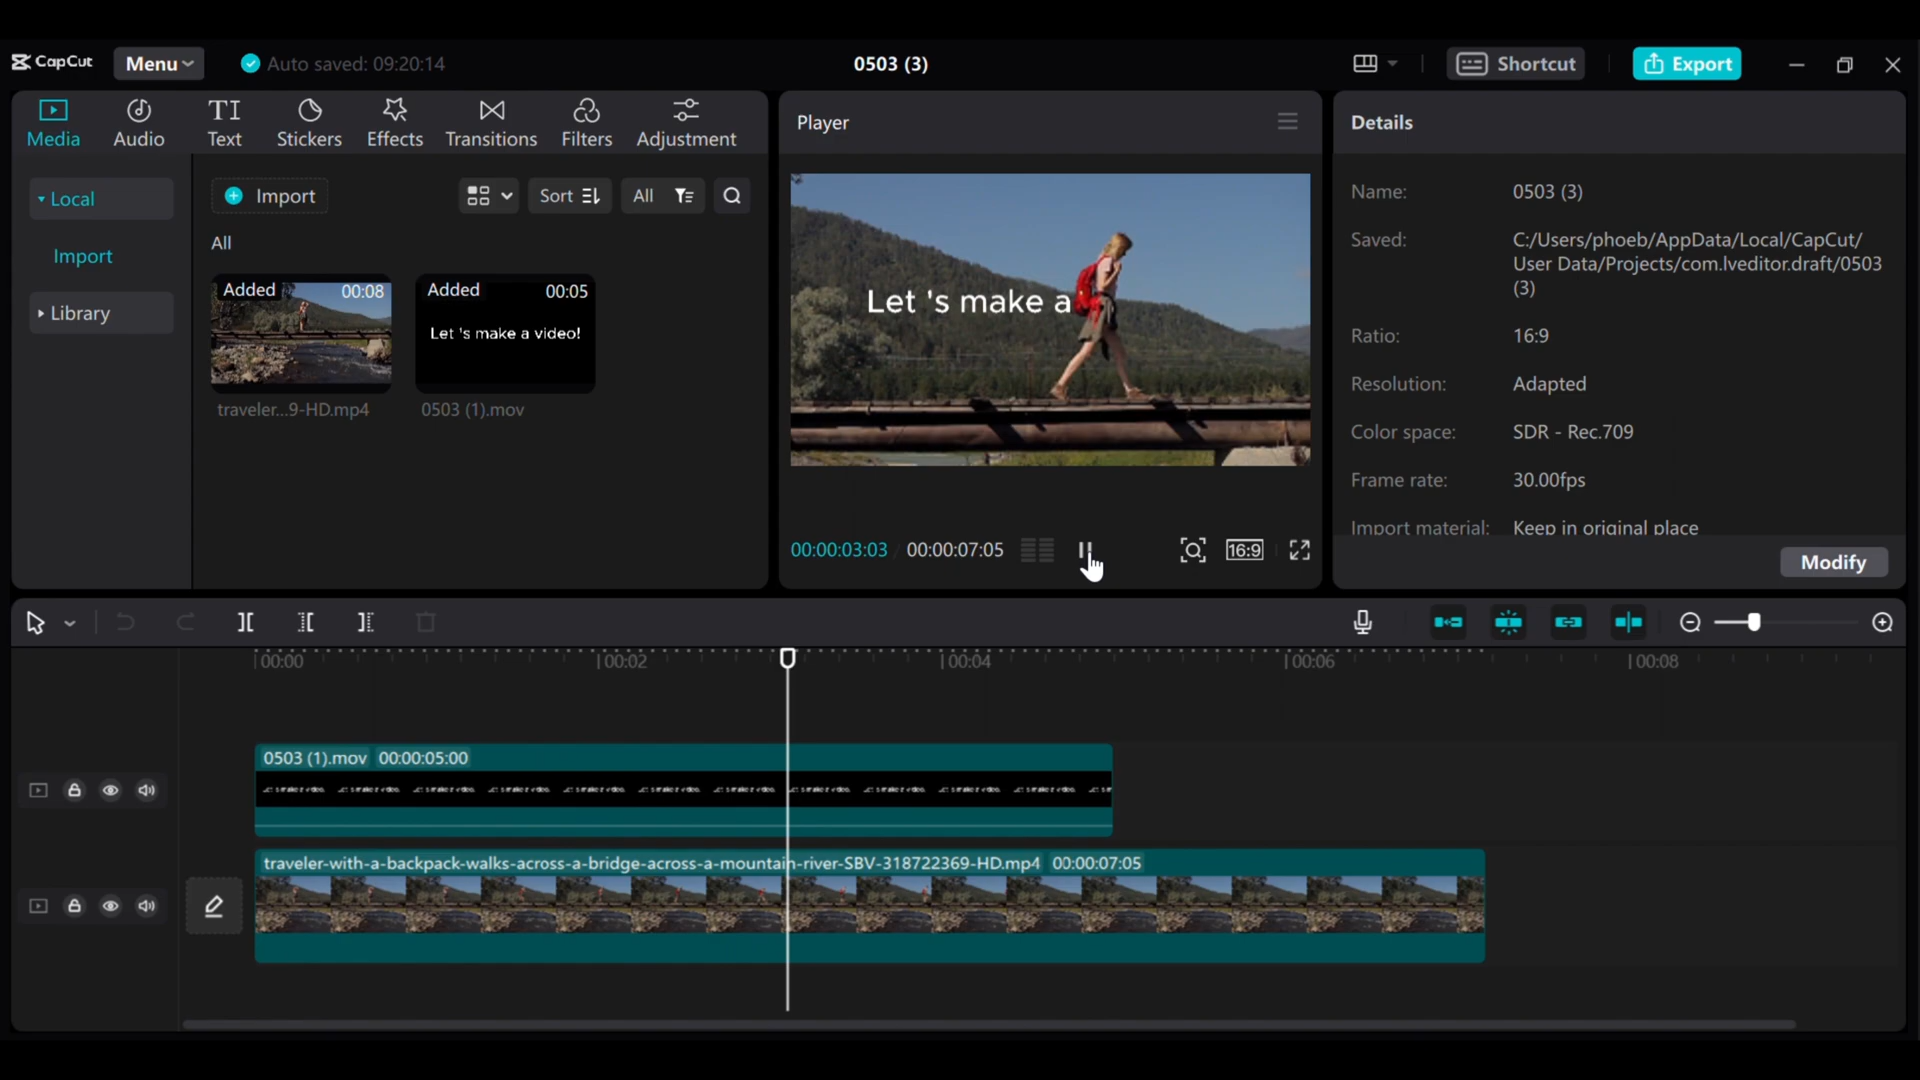 CapCut
Menu
Auto saved: 09:20:14
0503 (3)
Shortcut
Export
Media
Audio
TI
Text
Stickers
Effects
Transitions
Filters
Adjustment
Player
Details
Local
Import
Library
Import
Sort
All
All
Added 00:08
traveler...9-HD.mp4
Added 00:05
Let 's make a video!
0503 (1).mov
Let 's make a
00:00:03:03 00:00:07:05
16:9
Name: 0503 (3)
Saved: C:/Users/phoeb/AppData/Local/CapCut/
User Data/Projects/com.lveditor.draft/0503
(3)
Ratio: 16:9
Resolution: Adapted
Color space: SDR - Rec.709
Frame rate: 30.00fps
Import material: Keep in original place
Modify
00:00 00:02 00:04 00:06 00:08
0503 (1).mov 00:00:05:00
traveler-with-a-backpack-walks-across-a-bridge-across-a-mountain-river-SBV-318722369-HD.mp4 00:00:07:05